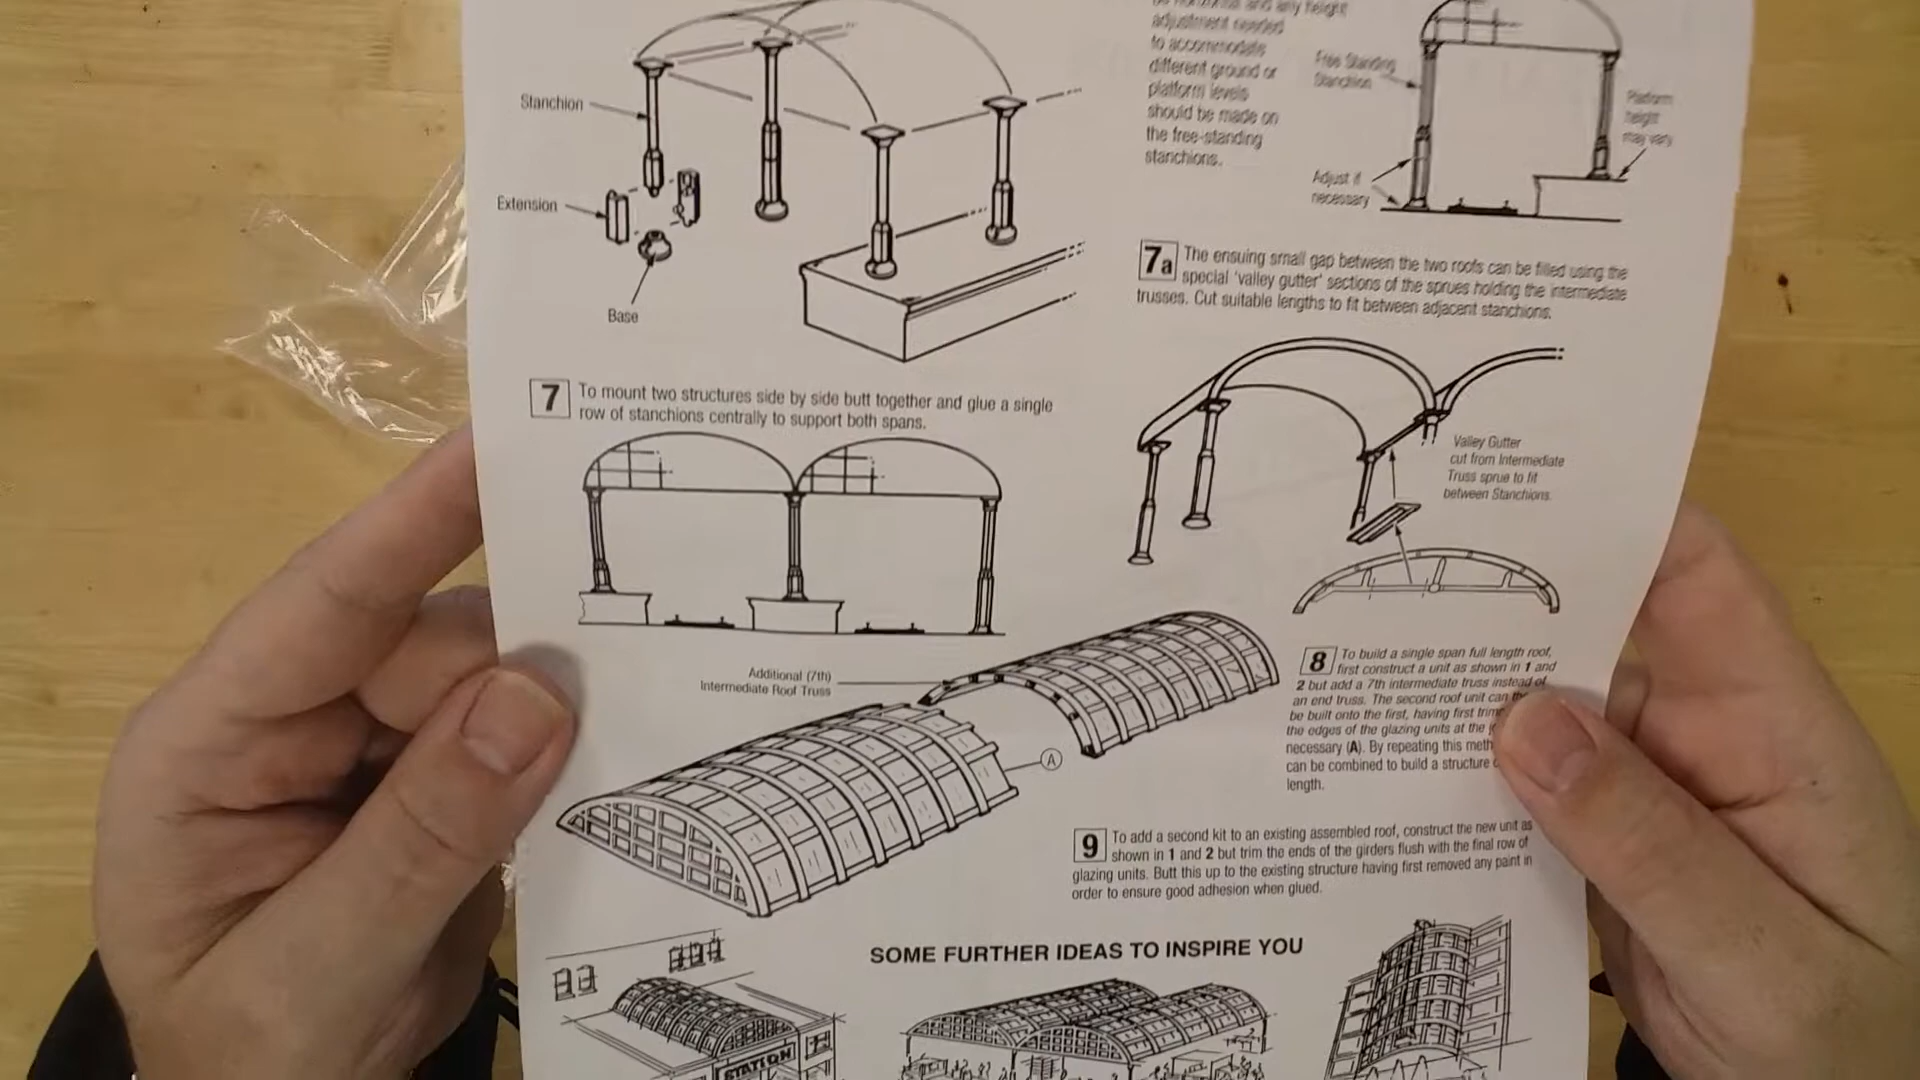 Stanchion
Extension
Base
and any height
adjustment needed
to accommodate
different ground or
platform levels
should be made on
the free-standing
stanchions.
Free Standing
Stanchion
Platform
height
may vary
Adjust if
necessary
7 To mount two structures side by side butt together and glue a single
row of stanchions centrally to support both spans.
7a The ensuing small gap between the two roofs can be filled using the
special 'valley gutter' sections of the sprues holding the intermediate
trusses. Cut suitable lengths to fit between adjacent stanchions.
Valley Gutter
cut from Intermediate
Truss sprue to fit
between Stanchions.
Additional (7th)
Intermediate Roof Truss
A
8 To build a single span full length roof,
first construct a unit as shown in 1 and
2 but add a 7th intermediate truss instead of
an end truss. The second roof unit can
be built onto the first, having first
the edges of the glazing units at the
necessary (A). By repeating this
can be combined to build a structure
length.
9 To add a second kit to an existing assembled roof, construct the new unit as
shown in 1 and 2 but trim the ends of the girders flush with the final row of
glazing units. Butt this up to the existing structure having first removed any paint in
order to ensure good adhesion when glued.
SOME FURTHER IDEAS TO INSPIRE YOU
STATION